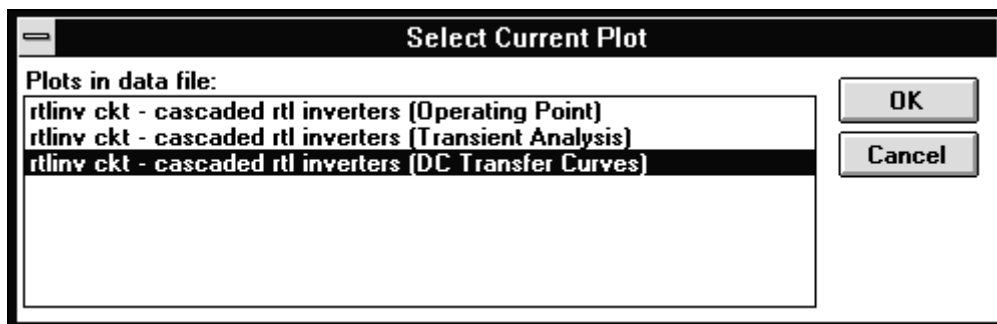 Select Current Plot
Plots in data file:
rtlinv ckt - cascaded rtl inverters (Operating Point)
rtlinv ckt - cascaded rtl inverters (Transient Analysis)
rtlinv ckt - cascaded rtl inverters (DC Transfer Curves)
OK
Cancel